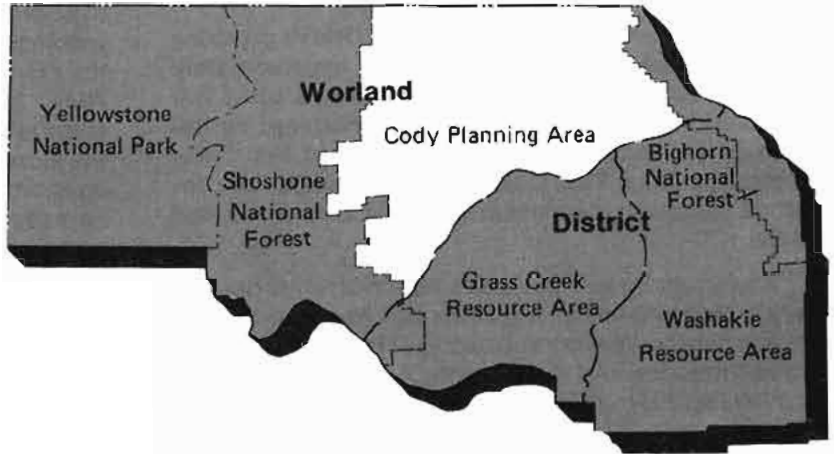 Worland
District
Yellowstone
National Park
Shoshone
National
Forest
Cody Planning Area
Bighorn
National
Forest
Grass Creek
Resource Area
Washakie
Resource Area